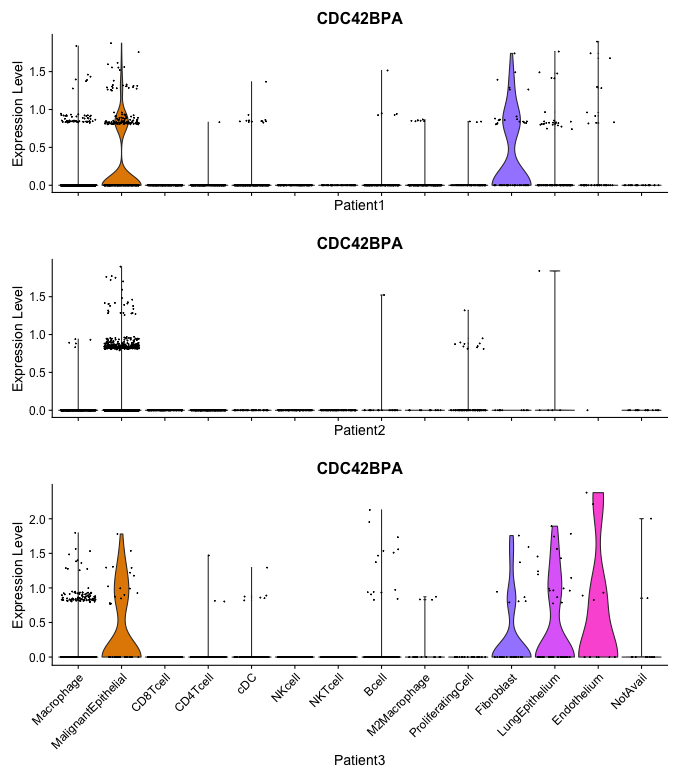 CDC42BPA
Expression Level
1.5
1.0
0.5
0.0
Patient1
CDC42BPA
Expression Level
1.5
1.0
0.5
0.0
Patient2
CDC42BPA
Expression Level
2.0
1.5
1.0
0.5
0.0
Macrophage
MalignantEpithelial
CD8Tcell
CD4Tcell
cDC
NKcell
NKTcell
Bcell
M2Macrophage
ProliferatingCell
Fibroblast
LungEpithelium
Endothelium
NotAvail
Patient3